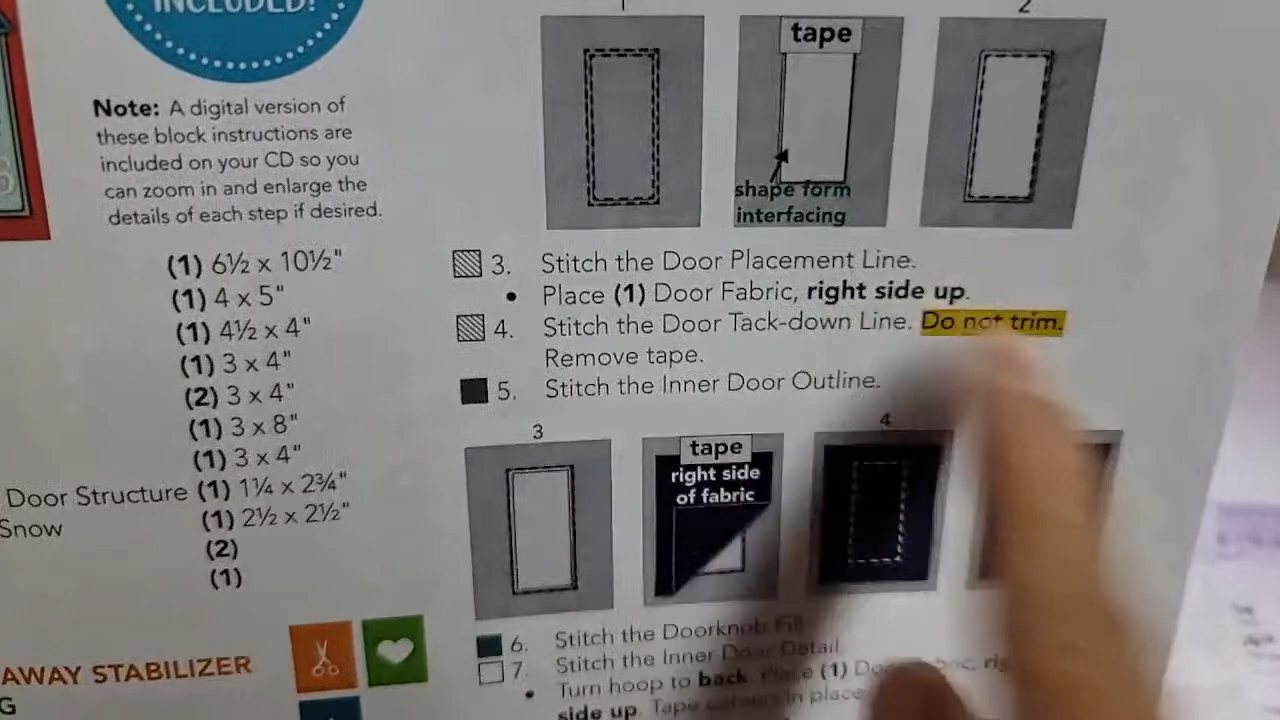 INCLUDED!
Note: A digital version of
these block instructions are
included on your CD so you
can zoom in and enlarge the
details of each step if desired.
(1) 6½ x 10½"
(1) 4 x 5"
(1) 4½ x 4"
(1) 3 x 4"
(2) 3 x 4"
(1) 3 x 8"
(1) 3 x 4"
Door Structure (1) 1¼ x 2¾"
Snow (1) 2½ x 2½"
(2)
(1)
AWAY STABILIZER
G
1
2
tape
shape form
interfacing
3. Stitch the Door Placement Line.
• Place (1) Door Fabric, right side up.
4. Stitch the Door Tack-down Line. Do not trim.
Remove tape.
5. Stitch the Inner Door Outline.
3
4
tape
right side
of fabric
6. Stitch the Doorknob Fill
7. Stitch the Inner Door Detail.
• Turn hoop to back. Place (1)
side up. Tape corners in place